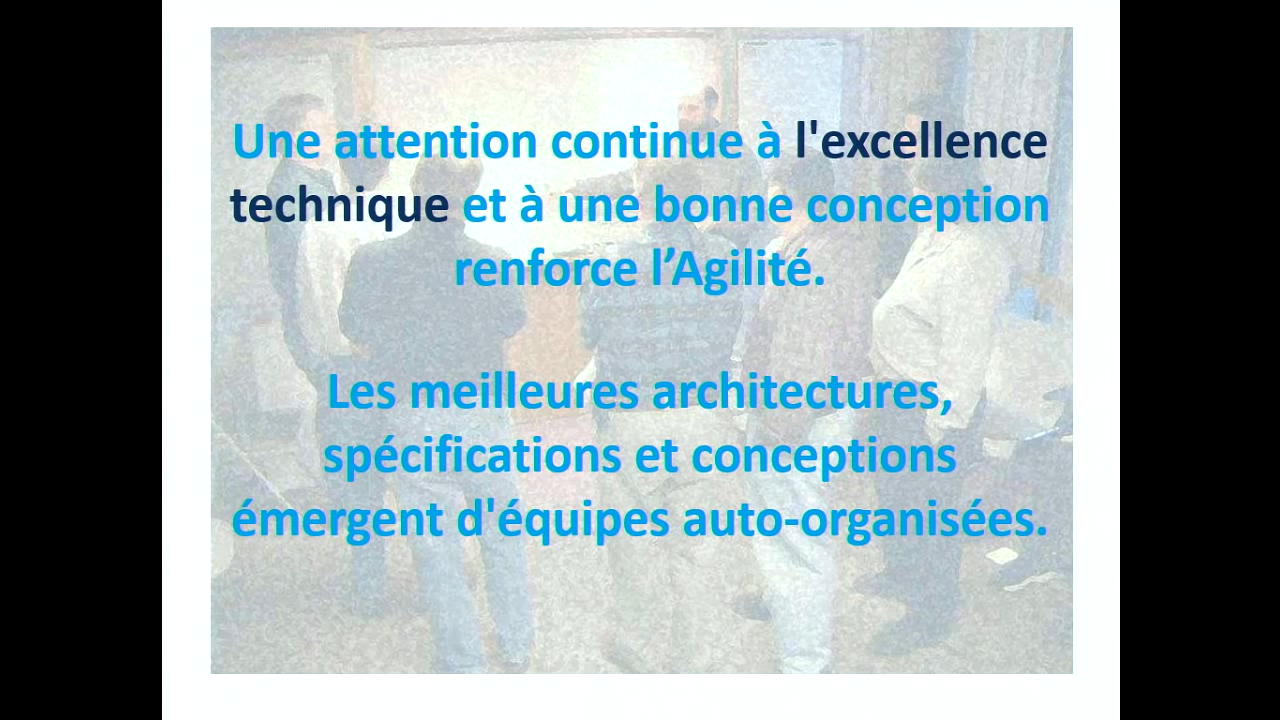 Une attention continue à l'excellence
technique et à une bonne conception
renforce l’Agilité.
Les meilleures architectures,
spécifications et conceptions
émergent d'équipes auto-organisées.